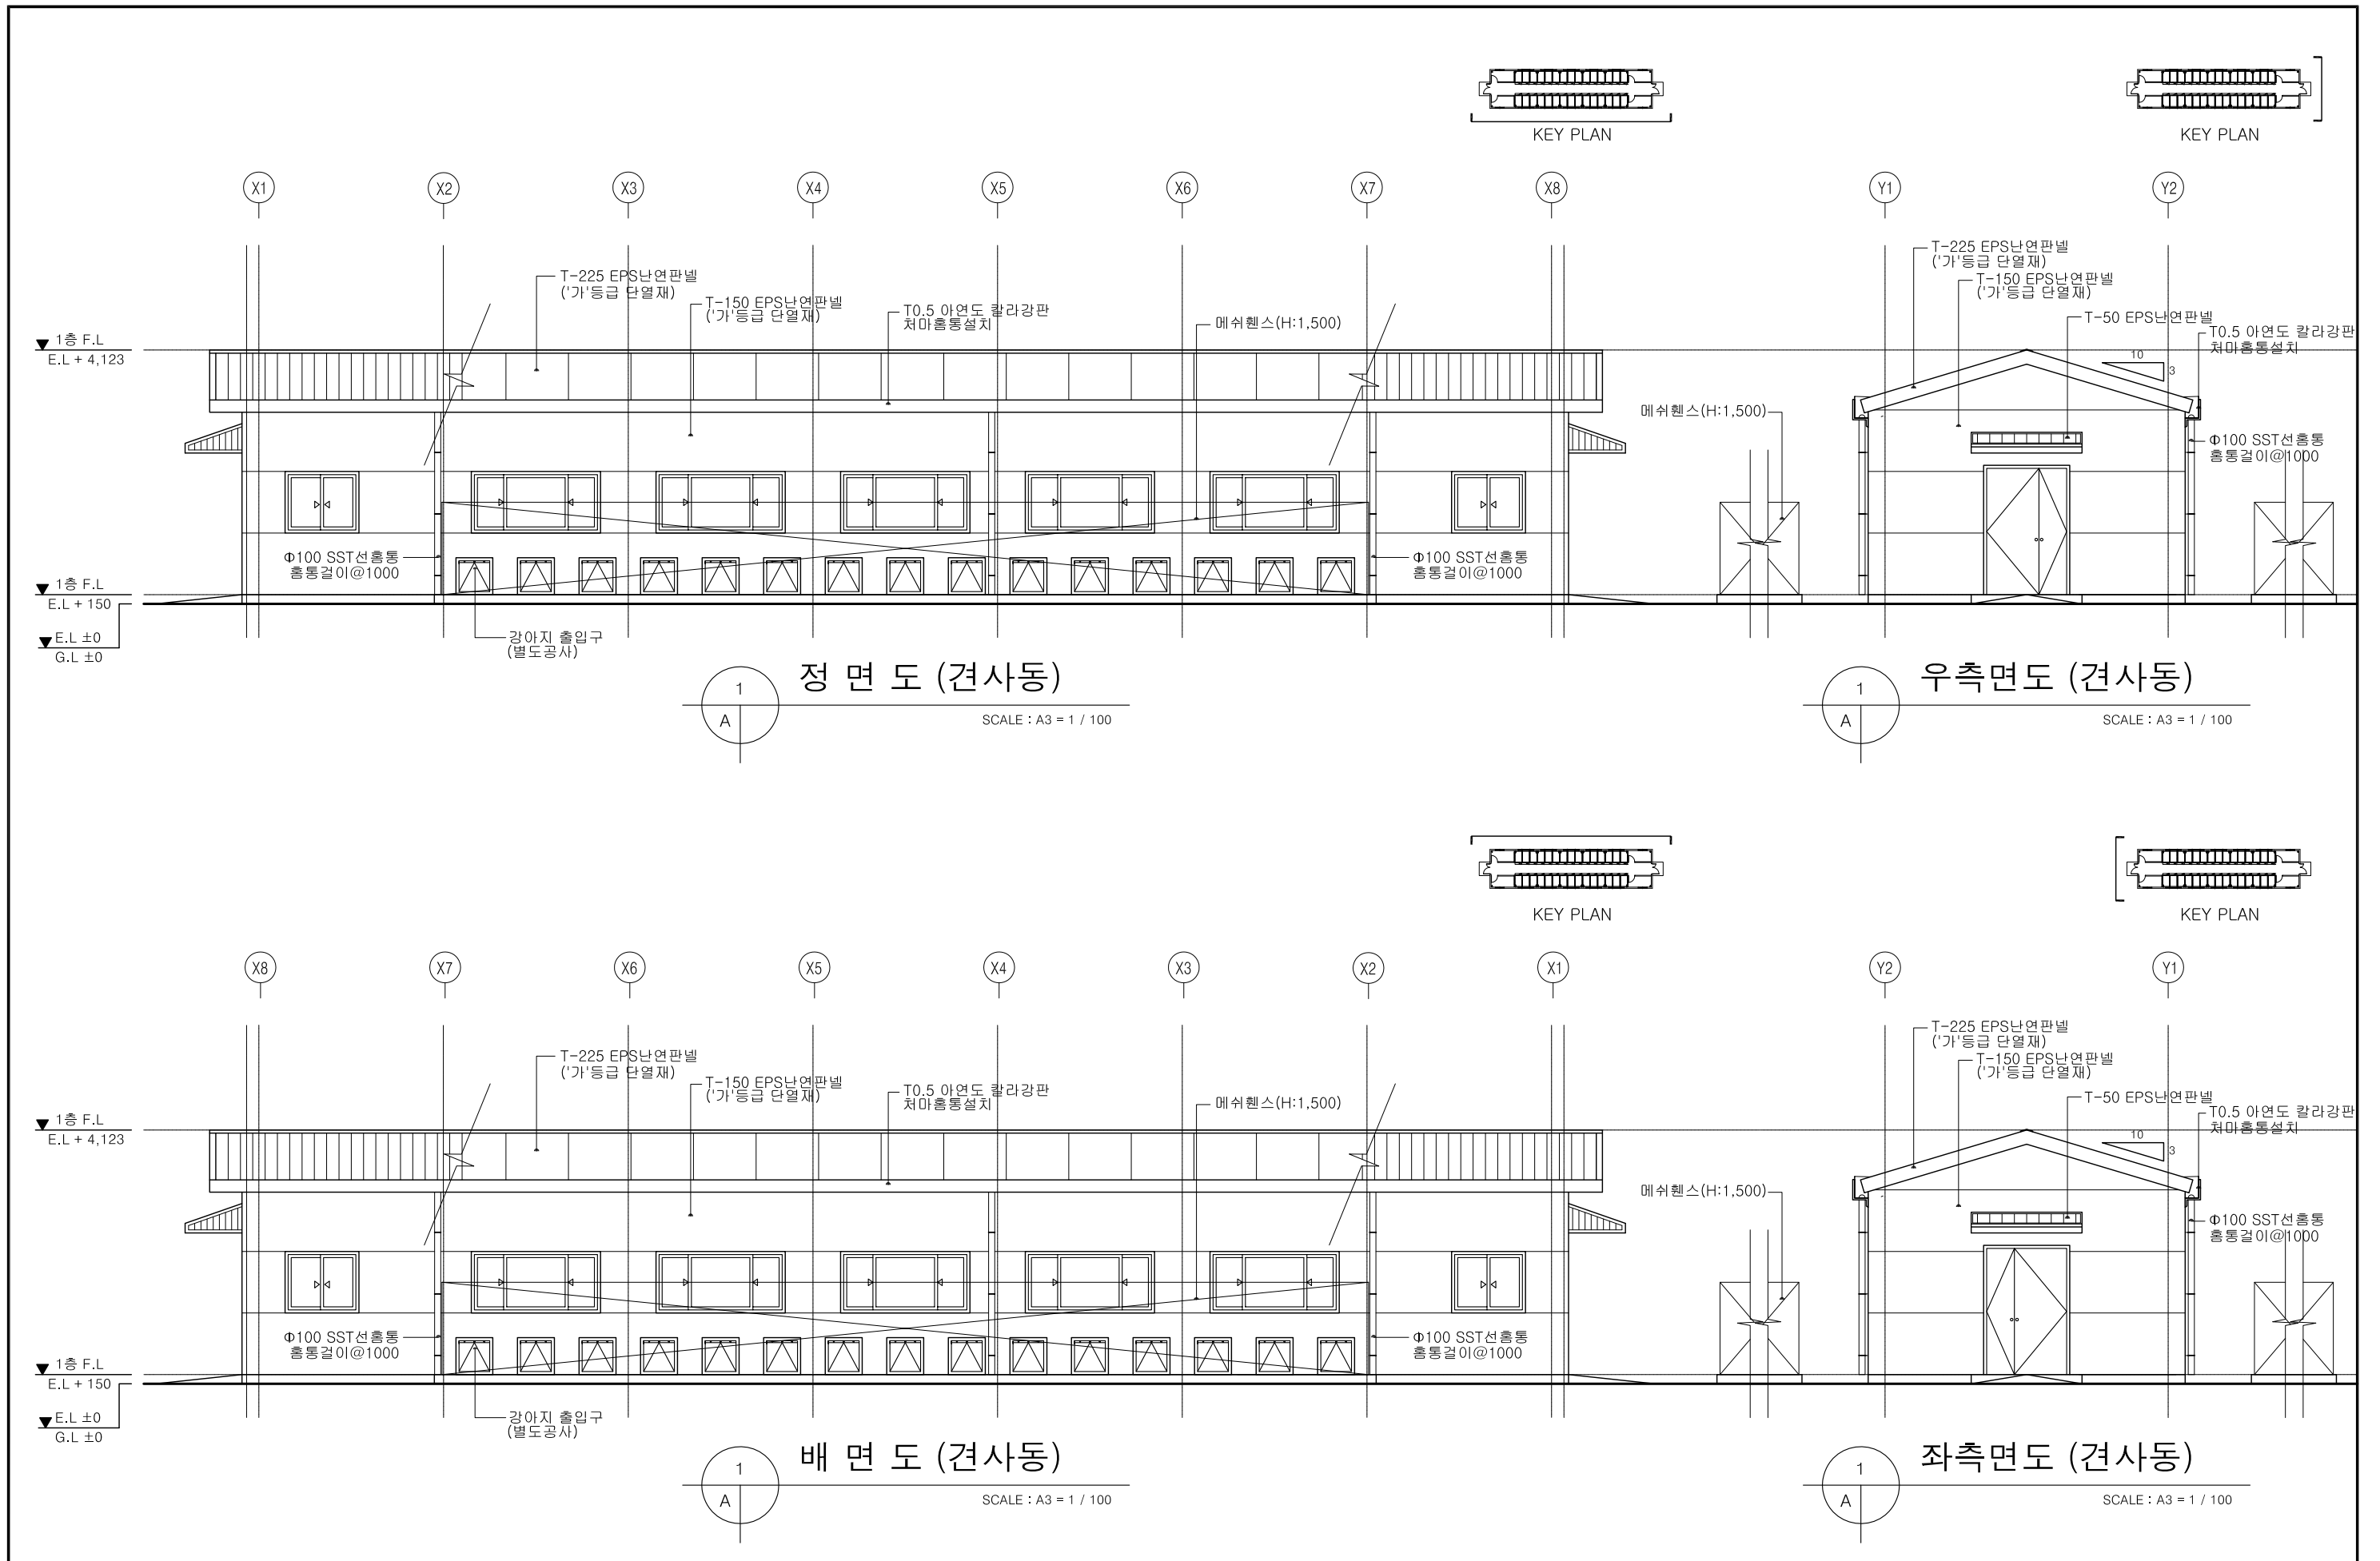 KEY PLAN
KEY PLAN
X1
X2
X3
X4
X5
X6
X7
X8
Y1
Y2
T-225 EPS난연판넬
('가'등급 단열재)
T-150 EPS난연판넬
('가'등급 단열재)
T0.5 아연도 칼라강판
처마홈통설치
메쉬휀스(H:1,500)
T-225 EPS난연판넬
('가'등급 단열재)
T-150 EPS난연판넬
('가'등급 단열재)
T-50 EPS난연판넬
T0.5 아연도 칼라강판
처마홈통설치
10
3
1층 F.L
E.L + 4,123
메쉬휀스(H:1,500)
Φ100 SST선홈통
홈통걸이@1000
Φ100 SST선홈통
홈통걸이@1000
Φ100 SST선홈통
홈통걸이@1000
1층 F.L
E.L + 150
E.L ±0
G.L ±0
강아지 출입구
(별도공사)
1
A
정 면 도 (견사동)
SCALE : A3 = 1 / 100
1
A
우측면도 (견사동)
SCALE : A3 = 1 / 100
KEY PLAN
KEY PLAN
X8
X7
X6
X5
X4
X3
X2
X1
Y2
Y1
T-225 EPS난연판넬
('가'등급 단열재)
T-150 EPS난연판넬
('가'등급 단열재)
T0.5 아연도 칼라강판
처마홈통설치
메쉬휀스(H:1,500)
T-225 EPS난연판넬
('가'등급 단열재)
T-150 EPS난연판넬
('가'등급 단열재)
T-50 EPS난연판넬
T0.5 아연도 칼라강판
처마홈통설치
10
3
1층 F.L
E.L + 4,123
메쉬휀스(H:1,500)
Φ100 SST선홈통
홈통걸이@1000
Φ100 SST선홈통
홈통걸이@1000
Φ100 SST선홈통
홈통걸이@1000
1층 F.L
E.L + 150
E.L ±0
G.L ±0
강아지 출입구
(별도공사)
1
A
배 면 도 (견사동)
SCALE : A3 = 1 / 100
1
A
좌측면도 (견사동)
SCALE : A3 = 1 / 100